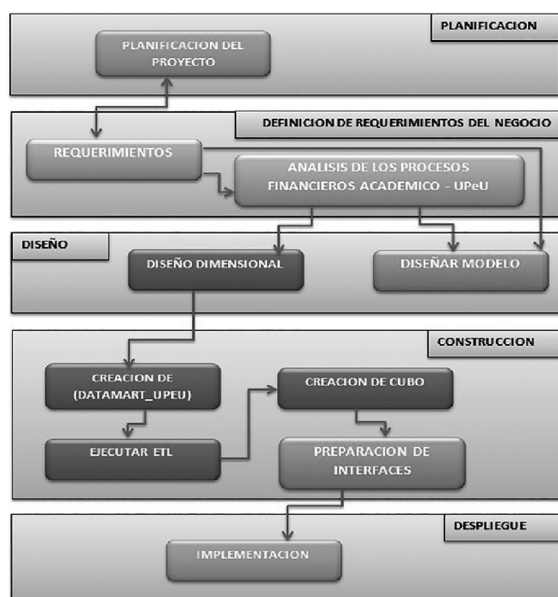 PLANIFICACION
PLANIFICACION DEL
PROYECTO
DEFINICION DE REQUERIMIENTOS DEL NEGOCIO
REQUERIMIENTOS
ANALISIS DE LOS PROCESOS
FINANCIEROS ACADEMICO - UPeU
DISEÑO
DISEÑO DIMENSIONAL
DISEÑAR MODELO
CONSTRUCCION
CREACION DE
(DATAMART_UPEU)
CREACION DE CUBO
EJECUTAR ETL
PREPARACION DE
INTERFACES
DESPLIEGUE
IMPLEMENTACION